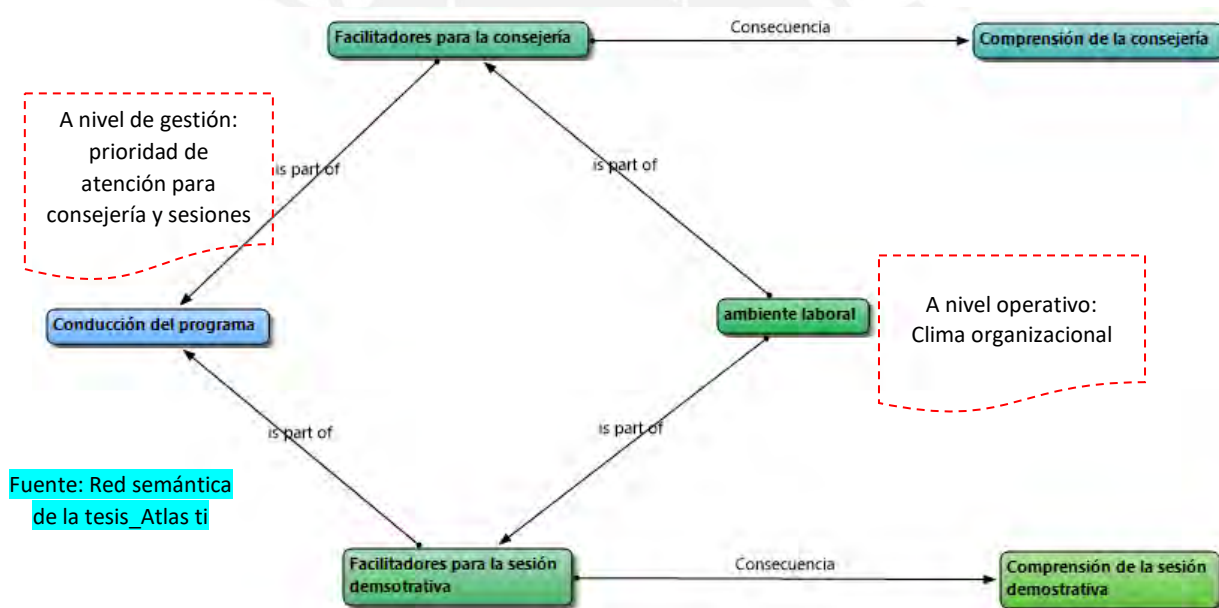 Facilitadores para la consejería
Consecuencia
Comprensión de la consejería
A nivel de gestión:
prioridad de
atención para
consejería y sesiones
is part of
is part of
Conducción del programa
ambiente laboral
A nivel operativo:
Clima organizacional
is part of
is part of
Fuente: Red semántica
de la tesis_Atlas ti
Facilitadores para la sesión
demsotrativa
Consecuencia
Comprensión de la sesión
demostrativa